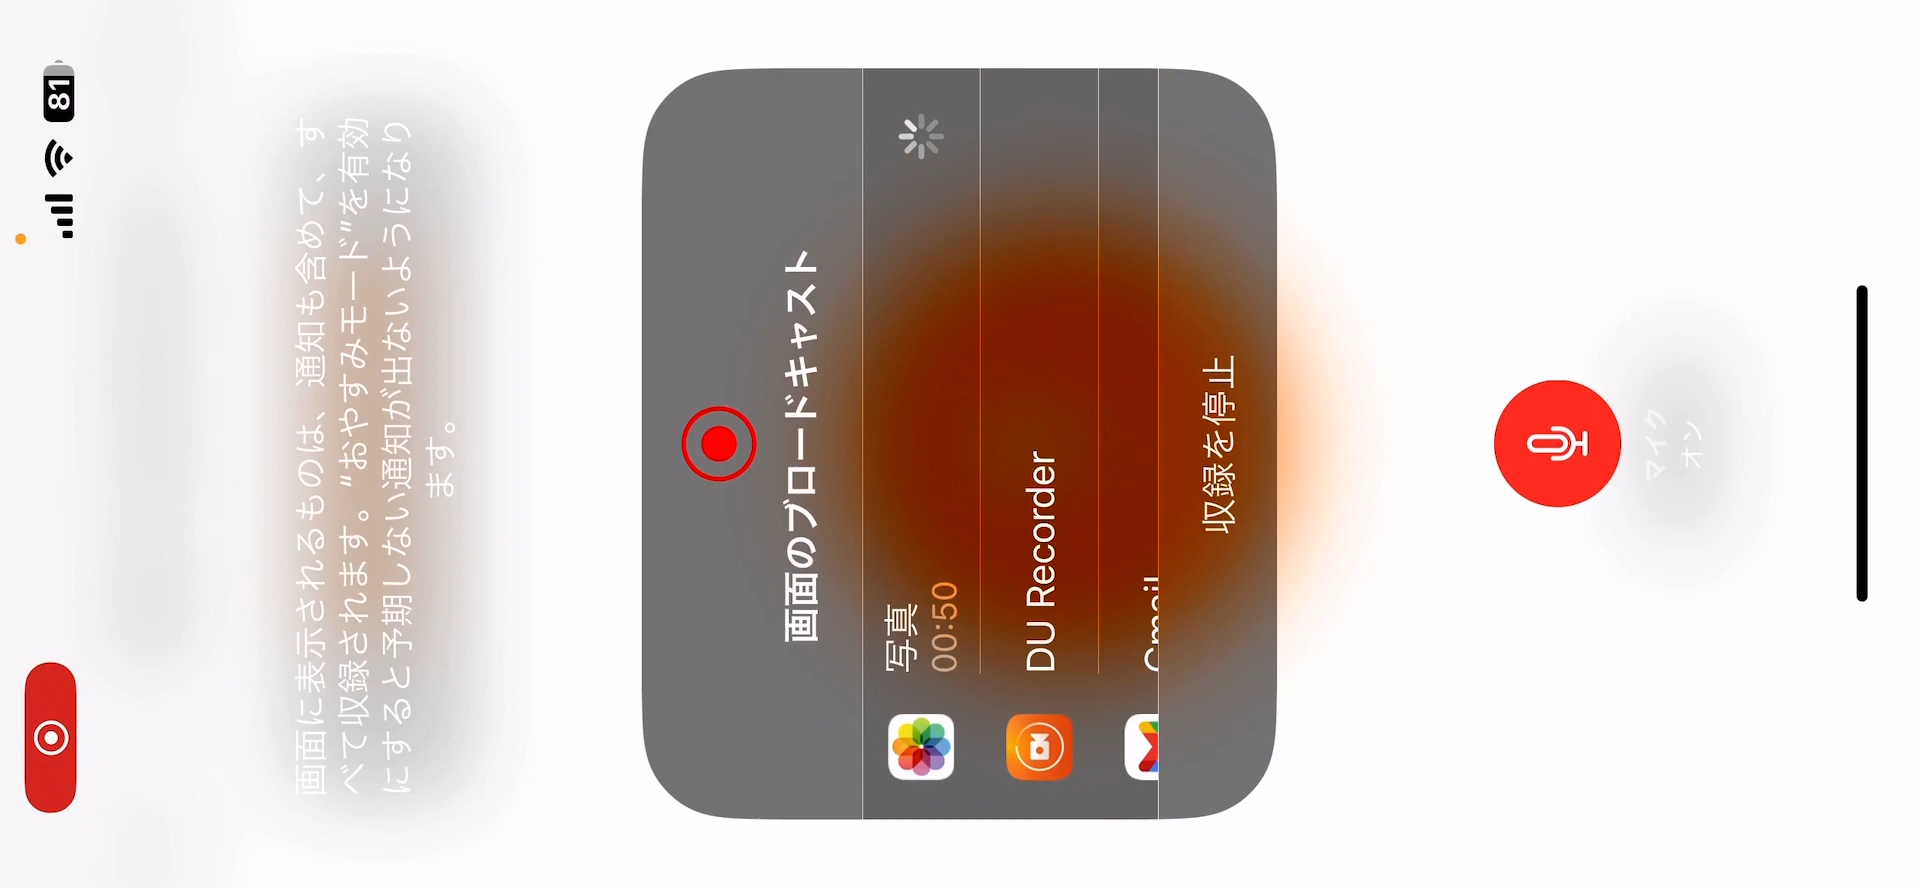 81
画面に表示されるものは、通知も含めて、す
べて収録されます。"おやすみモード"を有効
にすると予期しない通知が出ないようになり
ます。
画面のブロードキャスト
写真
00:50
DU Recorder
Gmail
収録を停止
マイク
オン